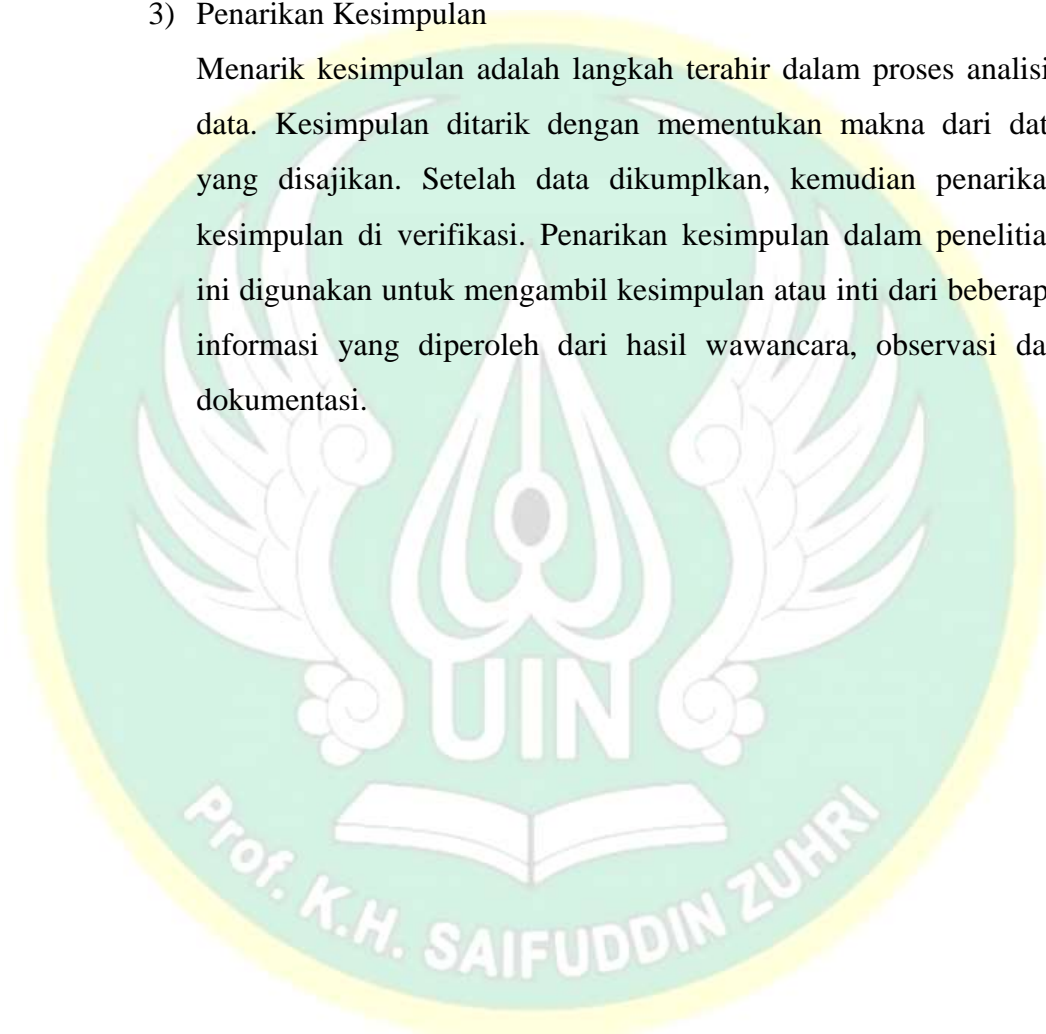 3) Penarikan Kesimpulan
Menarik kesimpulan adalah langkah terahir dalam proses analisi
data. Kesimpulan ditarik dengan mementukan makna dari dat
yang disajikan. Setelah data dikumplkan, kemudian penarika
kesimpulan di verifikasi. Penarikan kesimpulan dalam penelitia
ini digunakan untuk mengambil kesimpulan atau inti dari beberap
informasi yang diperoleh dari hasil wawancara, observasi da
dokumentasi.
UIN
Prof. K.H. SAIFUDDIN ZUHRI